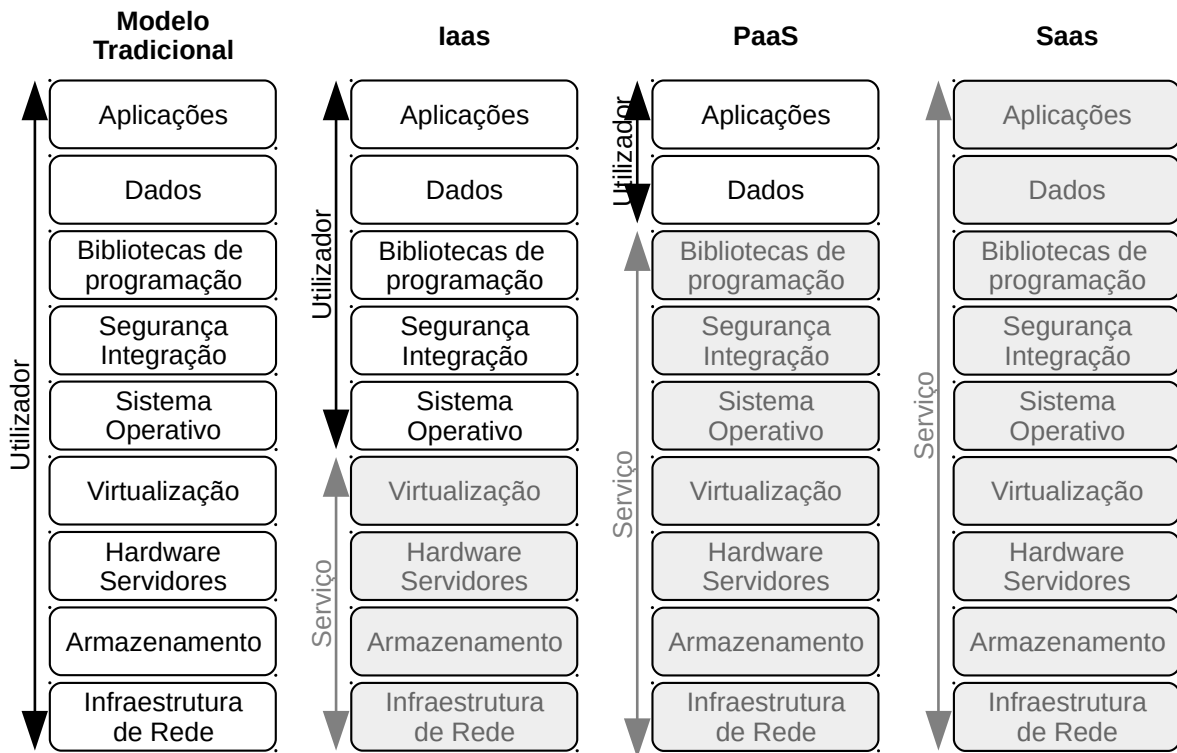 Modelo
Tradicional
Iaas
PaaS
Saas
Utilizador
Aplicações
Dados
Bibliotecas de
programação
Segurança
Integração
Sistema
Operativo
Virtualização
Hardware
Servidores
Armazenamento
Infraestrutura
de Rede
Utilizador
Serviço
Aplicações
Dados
Bibliotecas de
programação
Segurança
Integração
Sistema
Operativo
Virtualização
Hardware
Servidores
Armazenamento
Infraestrutura
de Rede
Utilizador
Serviço
Aplicações
Dados
Bibliotecas de
programação
Segurança
Integração
Sistema
Operativo
Virtualização
Hardware
Servidores
Armazenamento
Infraestrutura
de Rede
Serviço
Aplicações
Dados
Bibliotecas de
programação
Segurança
Integração
Sistema
Operativo
Virtualização
Hardware
Servidores
Armazenamento
Infraestrutura
de Rede